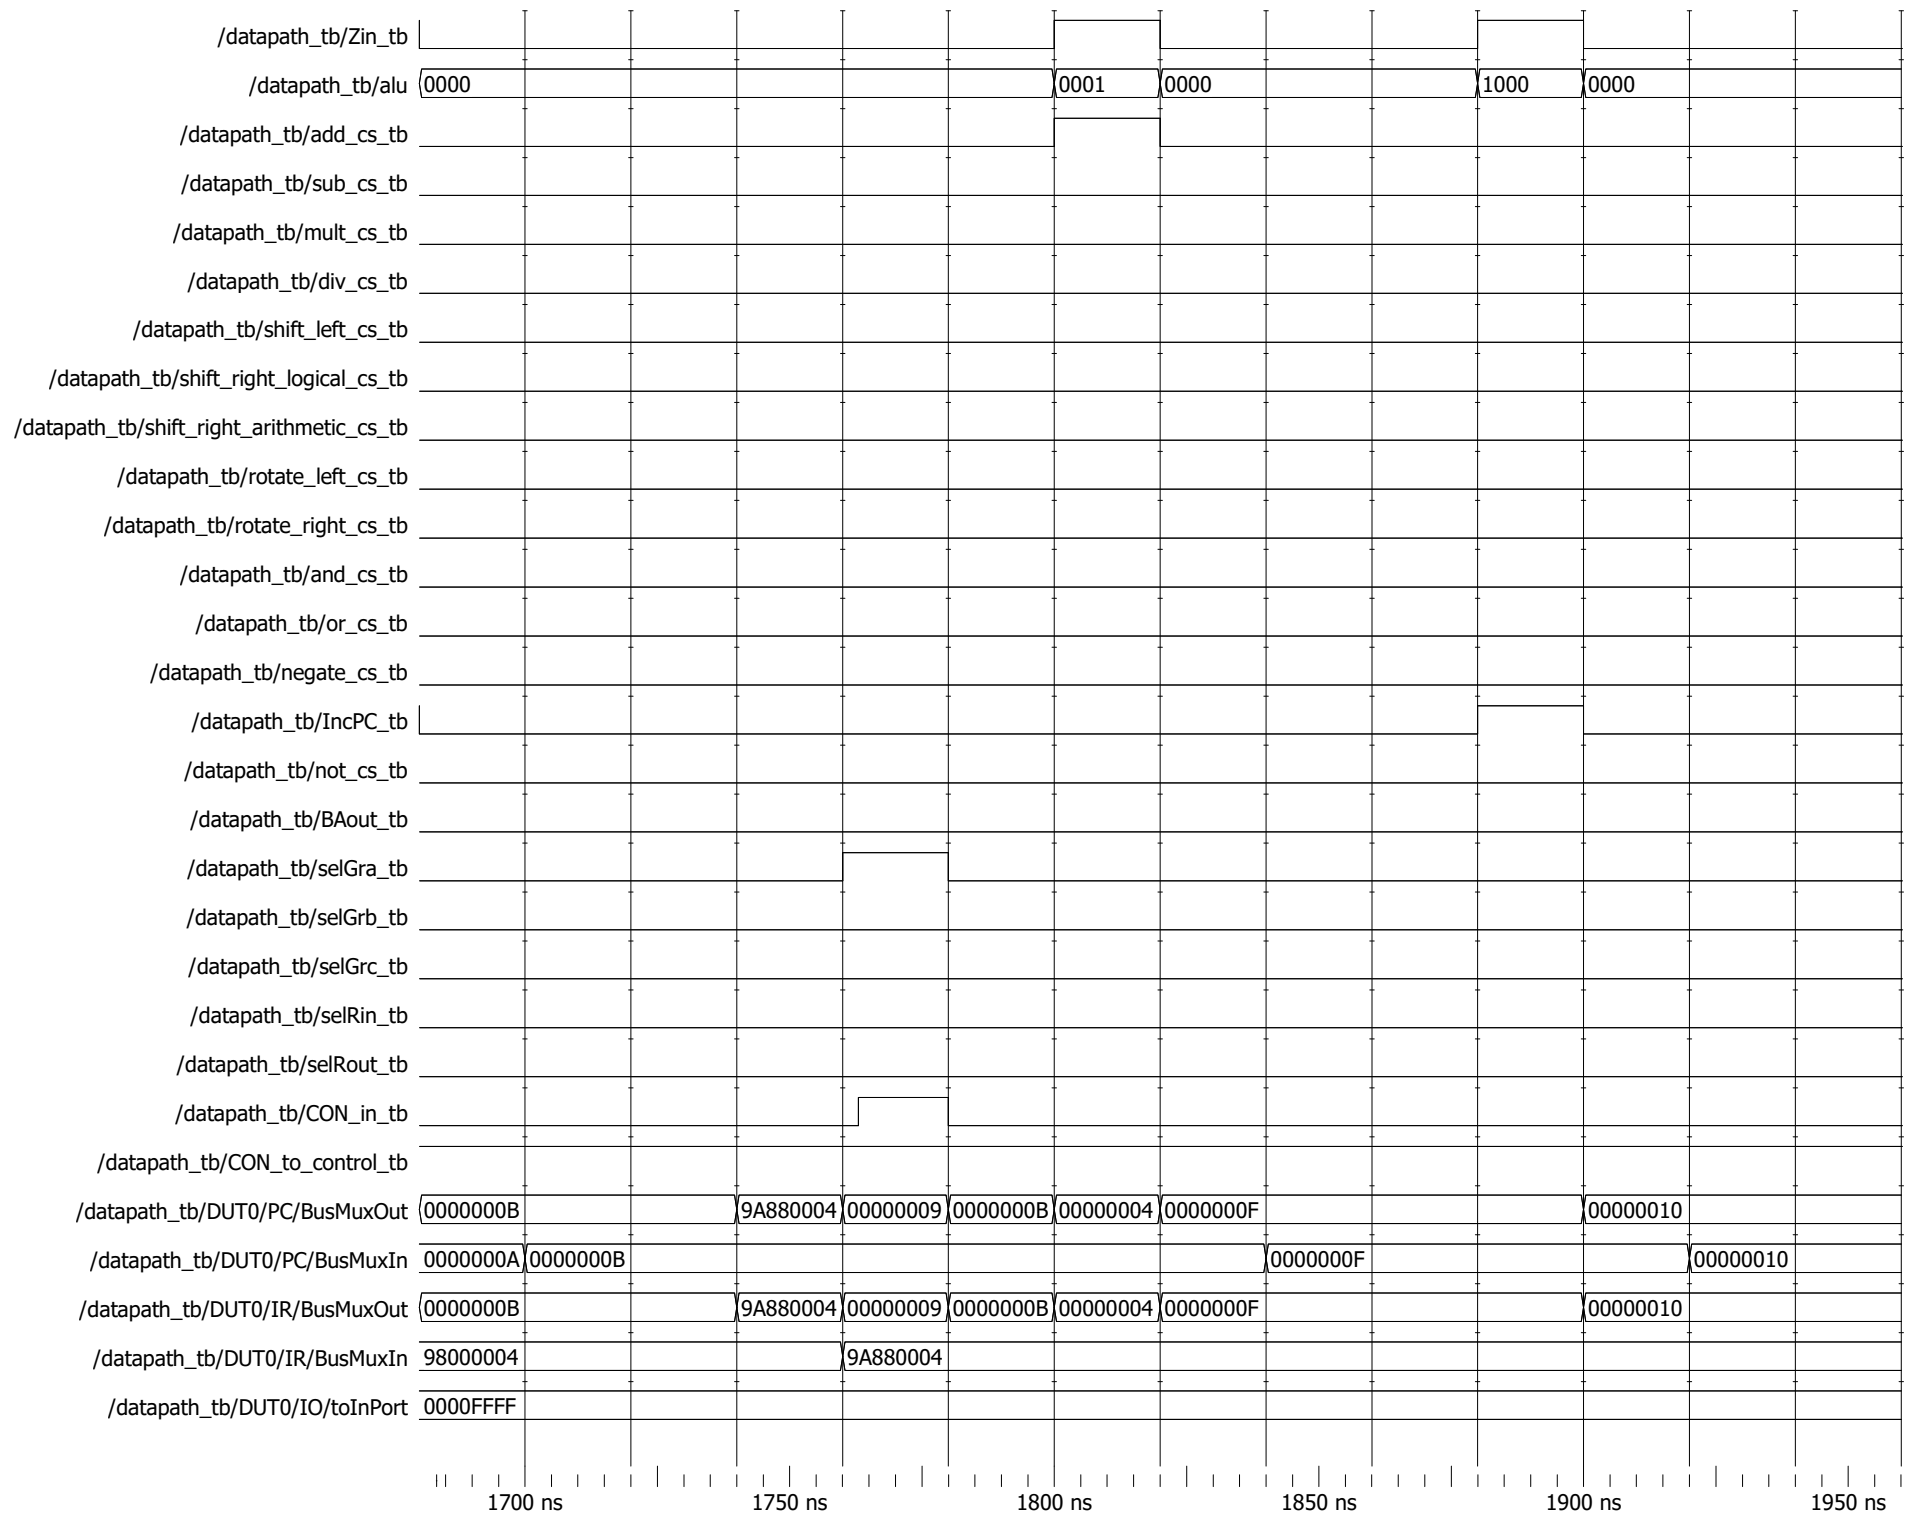 /datapath_tb/Zin_tb
/datapath_tb/alu 0000 0001 0000 1000 0000
/datapath_tb/add_cs_tb
/datapath_tb/sub_cs_tb
/datapath_tb/mult_cs_tb
/datapath_tb/div_cs_tb
/datapath_tb/shift_left_cs_tb
/datapath_tb/shift_right_logical_cs_tb
/datapath_tb/shift_right_arithmetic_cs_tb
/datapath_tb/rotate_left_cs_tb
/datapath_tb/rotate_right_cs_tb
/datapath_tb/and_cs_tb
/datapath_tb/or_cs_tb
/datapath_tb/negate_cs_tb
/datapath_tb/IncPC_tb
/datapath_tb/not_cs_tb
/datapath_tb/BAout_tb
/datapath_tb/selGra_tb
/datapath_tb/selGrb_tb
/datapath_tb/selGrc_tb
/datapath_tb/selRin_tb
/datapath_tb/selRout_tb
/datapath_tb/CON_in_tb
/datapath_tb/CON_to_control_tb
/datapath_tb/DUT0/PC/BusMuxOut 0000000B 9A880004 00000009 0000000B 00000004 0000000F 00000010
/datapath_tb/DUT0/PC/BusMuxIn 0000000A 0000000B 0000000F 00000010
/datapath_tb/DUT0/IR/BusMuxOut 0000000B 9A880004 00000009 0000000B 00000004 0000000F 00000010
/datapath_tb/DUT0/IR/BusMuxIn 98000004 9A880004
/datapath_tb/DUT0/IO/toInPort 0000FFFF
1700 ns 1750 ns 1800 ns 1850 ns 1900 ns 1950 ns